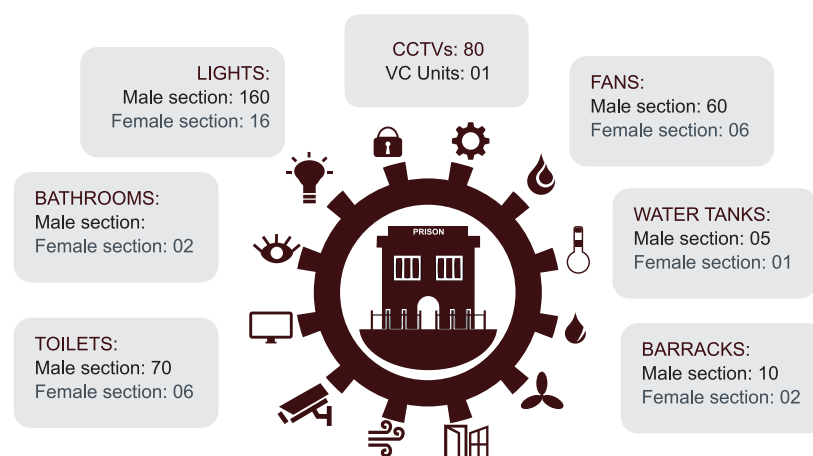 CCTVs: 80
VC Units: 01
LIGHTS:
Male section: 160
Female section: 16
FANS:
Male section: 60
Female section: 06
BATHROOMS:
Male section:
Female section: 02
PRISON
WATER TANKS:
Male section: 05
Female section: 01
TOILETS:
Male section: 70
Female section: 06
BARRACKS:
Male section: 10
Female section: 02